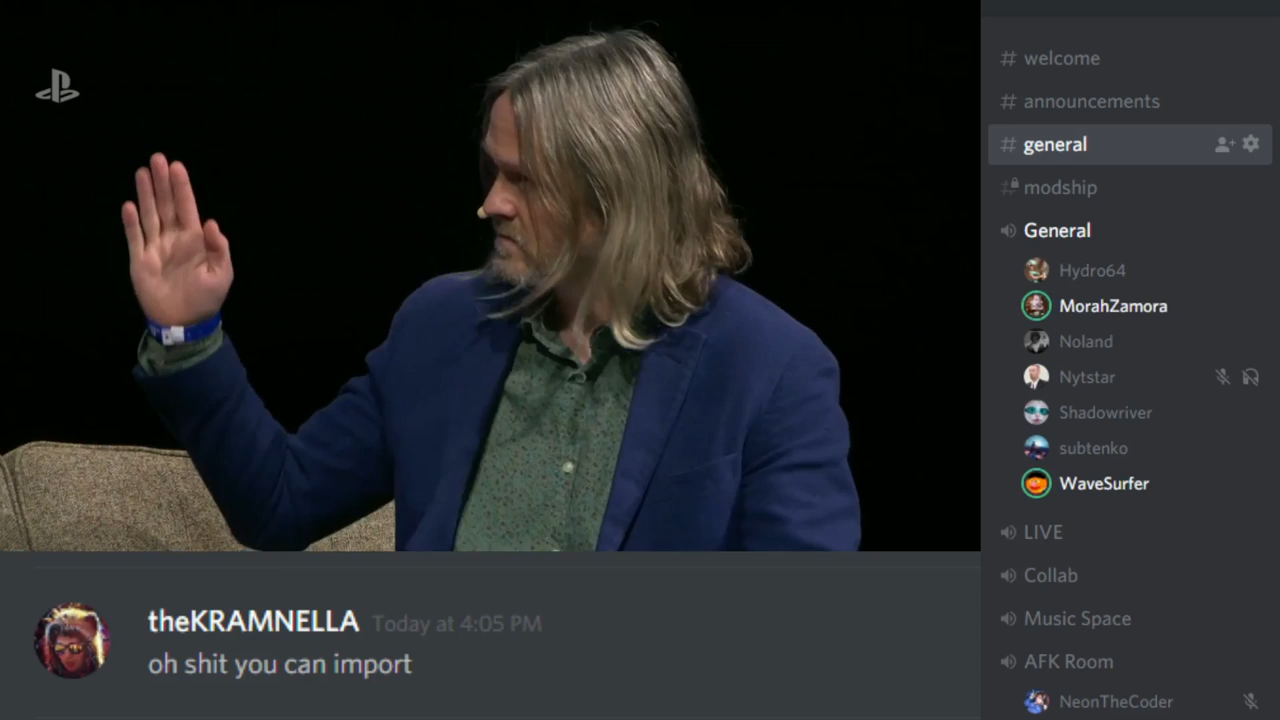 welcome
announcements
general
modship
General
Hydro64
MorahZamora
Noland
Nytstar
Shadowriver
subtenko
WaveSurfer
LIVE
Collab
Music Space
AFK Room
NeonTheCoder
theKRAMNELLA Today at 4:05 PM
oh shit you can import